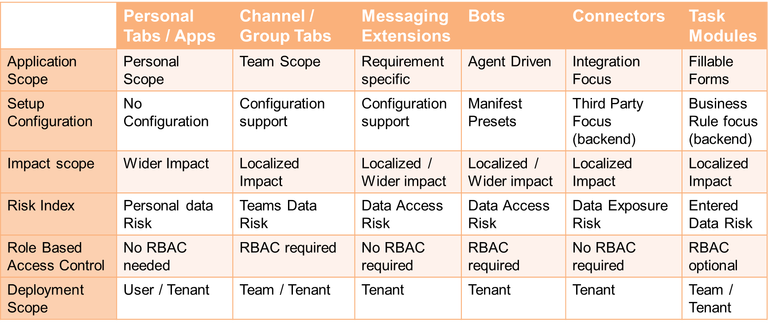 Personal Tabs / Apps
Channel / Group Tabs
Messaging Extensions
Bots
Connectors
Task Modules
Application Scope
Personal Scope
Team Scope
Requirement specific
Agent Driven
Integration Focus
Fillable Forms
Setup Configuration
No Configuration
Configuration support
Configuration support
Manifest Presets
Third Party Focus (backend)
Business Rule focus (backend)
Impact scope
Wider Impact
Localized Impact
Localized / Wider impact
Localized / Wider impact
Localized Impact
Localized Impact
Risk Index
Personal data Risk
Teams Data Risk
Data Access Risk
Data Access Risk
Data Exposure Risk
Entered Data Risk
Role Based Access Control
No RBAC needed
RBAC required
No RBAC required
RBAC required
No RBAC required
RBAC optional
Deployment Scope
User / Tenant
Team / Tenant
Tenant
Tenant
Tenant
Team / Tenant